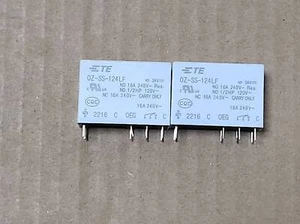 TE
OZ-SS-124LF
NO 16A 240V~ Res.
NO 1/2HP 120V~
NC 16A 240V~ CARRY ONLY
CQC
16A 240V~
2216 C OEG
TE
OZ-SS-124LF
NO 16A 240V~ Res.
NO 1/2HP 120V~
NC 16A 240V~ CARRY ONLY
CQC
16A 240V~
2216 C OEG